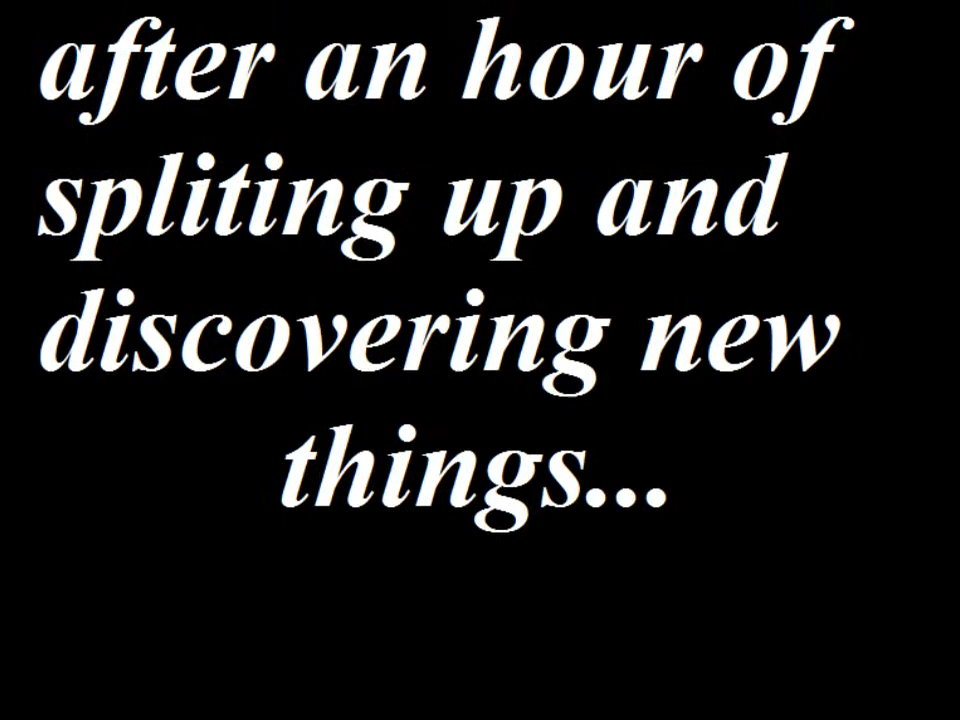 after an hour of
spliting up and
discovering new
things...